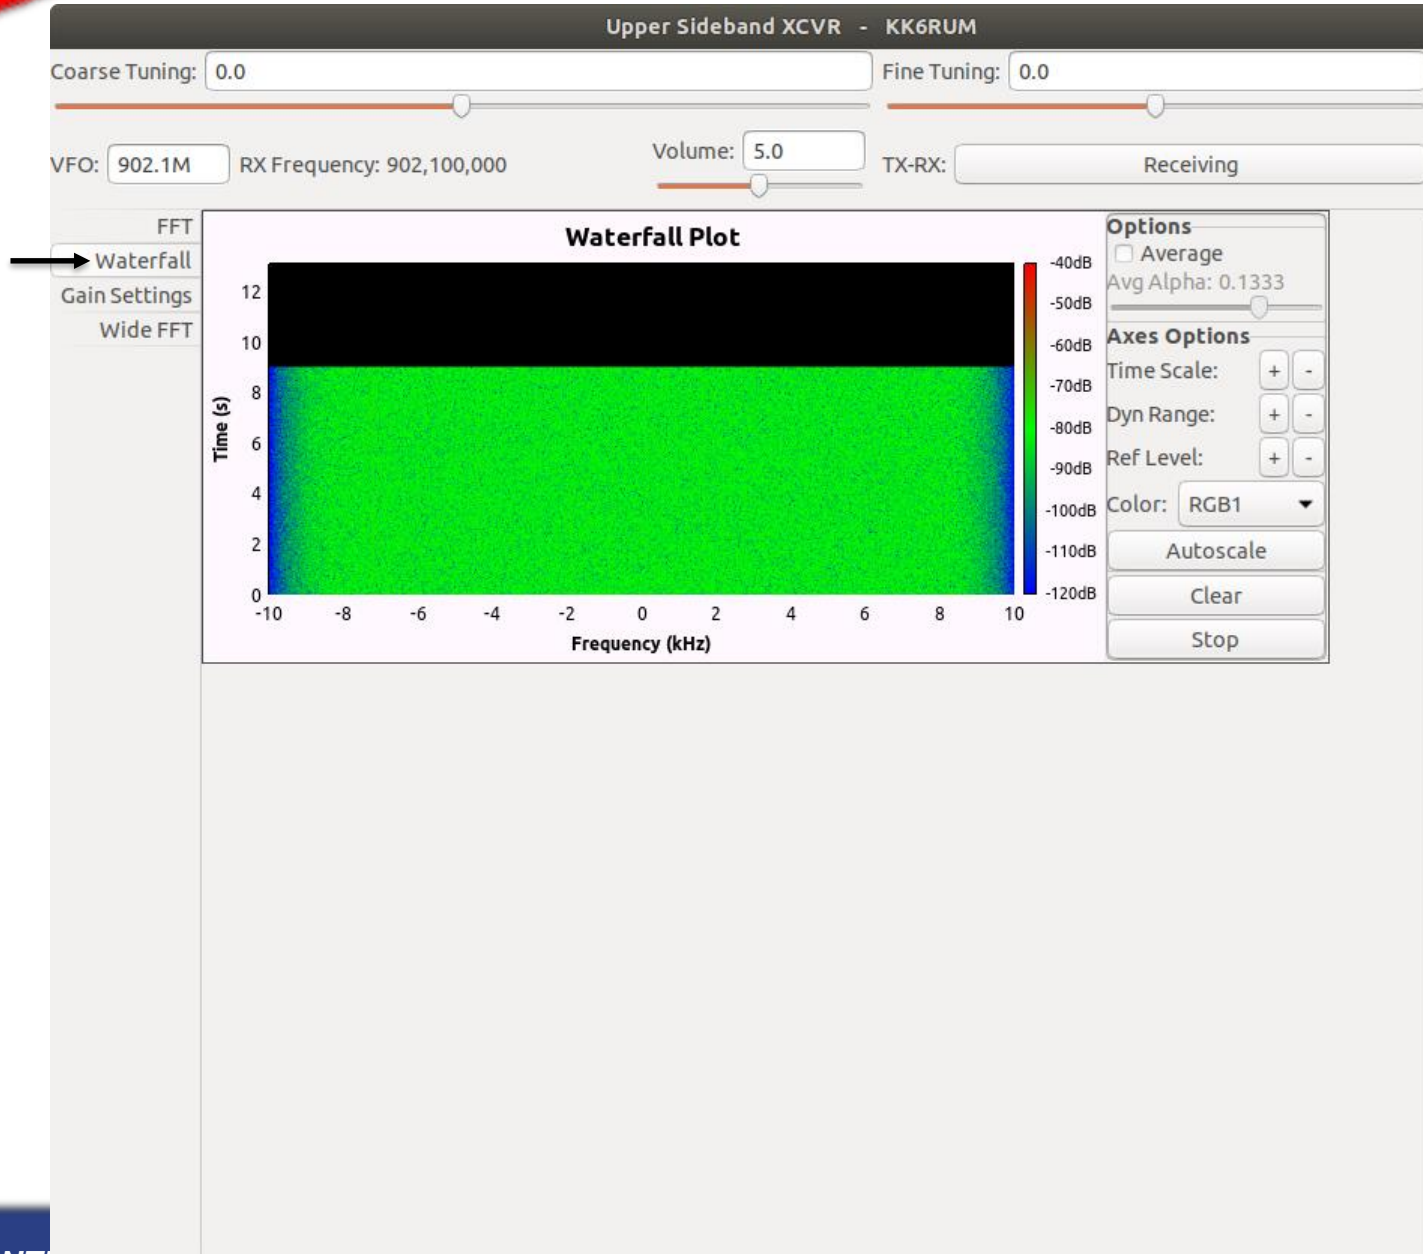 Upper Sideband XCVR - KK6RUM
Coarse Tuning: 0.0 Fine Tuning: 0.0
VFO: 902.1M RX Frequency: 902,100,000 Volume: 5.0 TX-RX: Receiving
FFT
Waterfall
Gain Settings
Wide FFT
Waterfall Plot
12
10
8
6
4
2
0
Time (s)
-10 -8 -6 -4 -2 0 2 4 6 8 10
Frequency (kHz)
-40dB
-50dB
-60dB
-70dB
-80dB
-90dB
-100dB
-110dB
-120dB
Options
Average
Avg Alpha: 0.1333
Axes Options
Time Scale: + -
Dyn Range: + -
Ref Level: + -
Color: RGB1
Autoscale
Clear
Stop